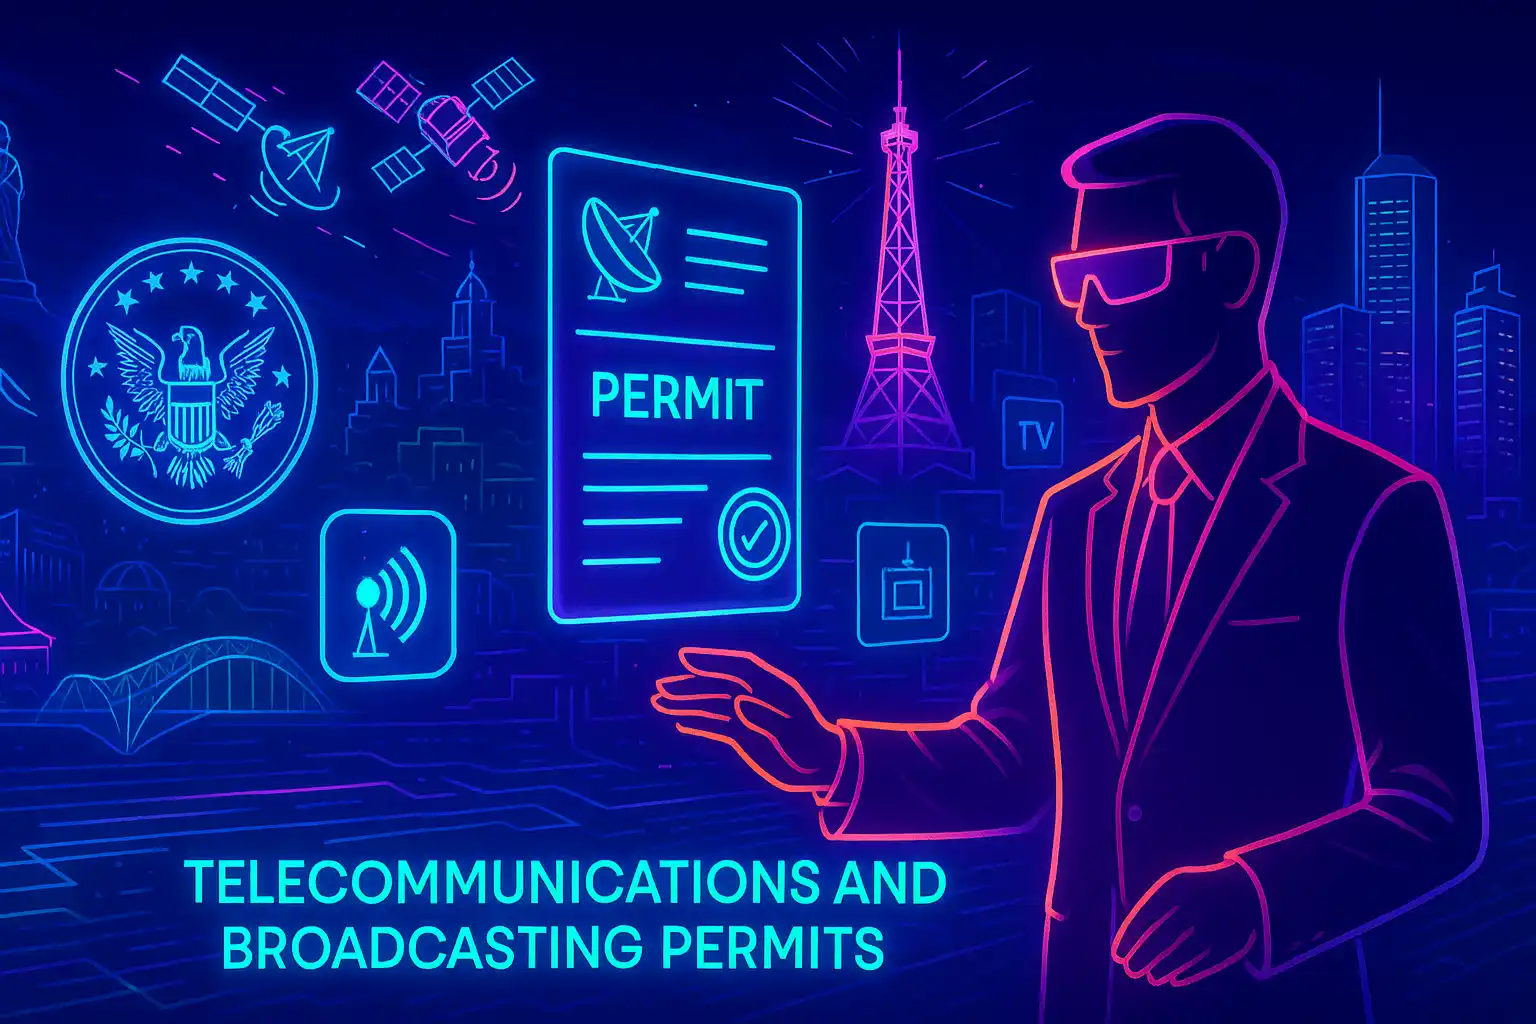 PERMIT
TV
TELECOMMUNICATIONS AND
BROADCASTING PERMITS